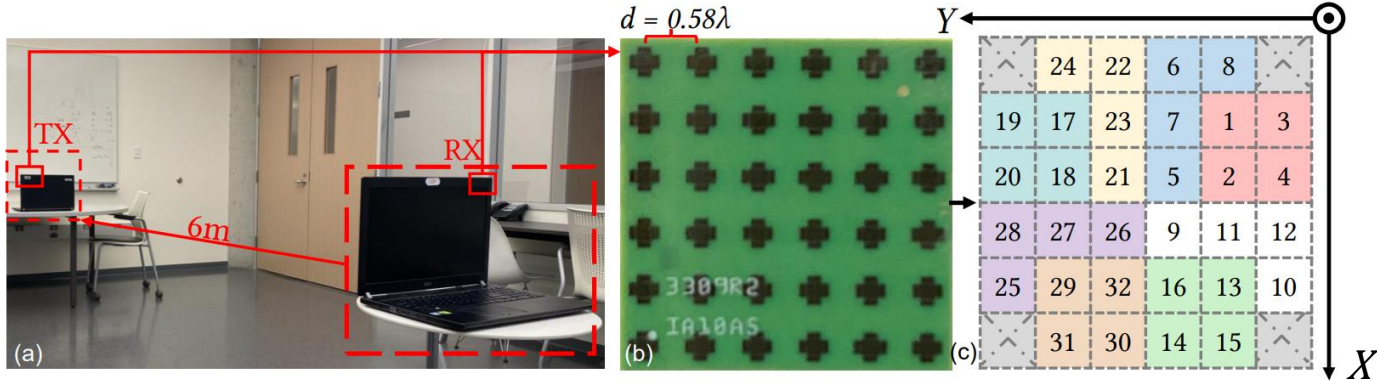 d = 0.58λ
Y
TX
RX
6m
(a)
3309R2
IA10A5
(b)
24 22 6 8
19 17 23 7 1 3
20 18 21 5 2 4
28 27 26 9 11 12
25 29 32 16 13 10
31 30 14 15
(c)
X